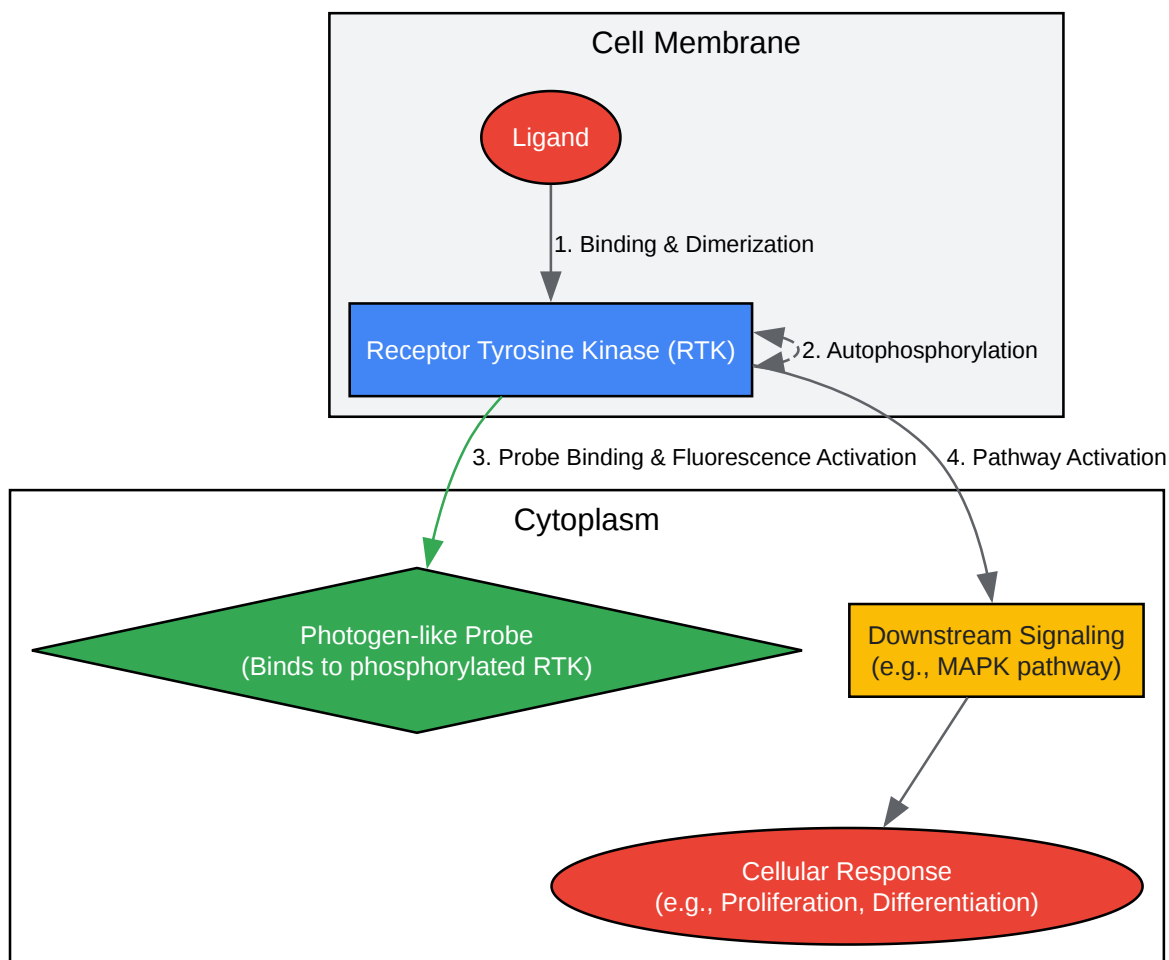 Cell Membrane
Ligand
1. Binding & Dimerization
Receptor Tyrosine Kinase (RTK)
2. Autophosphorylation
3. Probe Binding & Fluorescence Activation
4. Pathway Activation
Cytoplasm
Photogen-like Probe
(Binds to phosphorylated RTK)
Downstream Signaling
(e.g., MAPK pathway)
Cellular Response
(e.g., Proliferation, Differentiation)